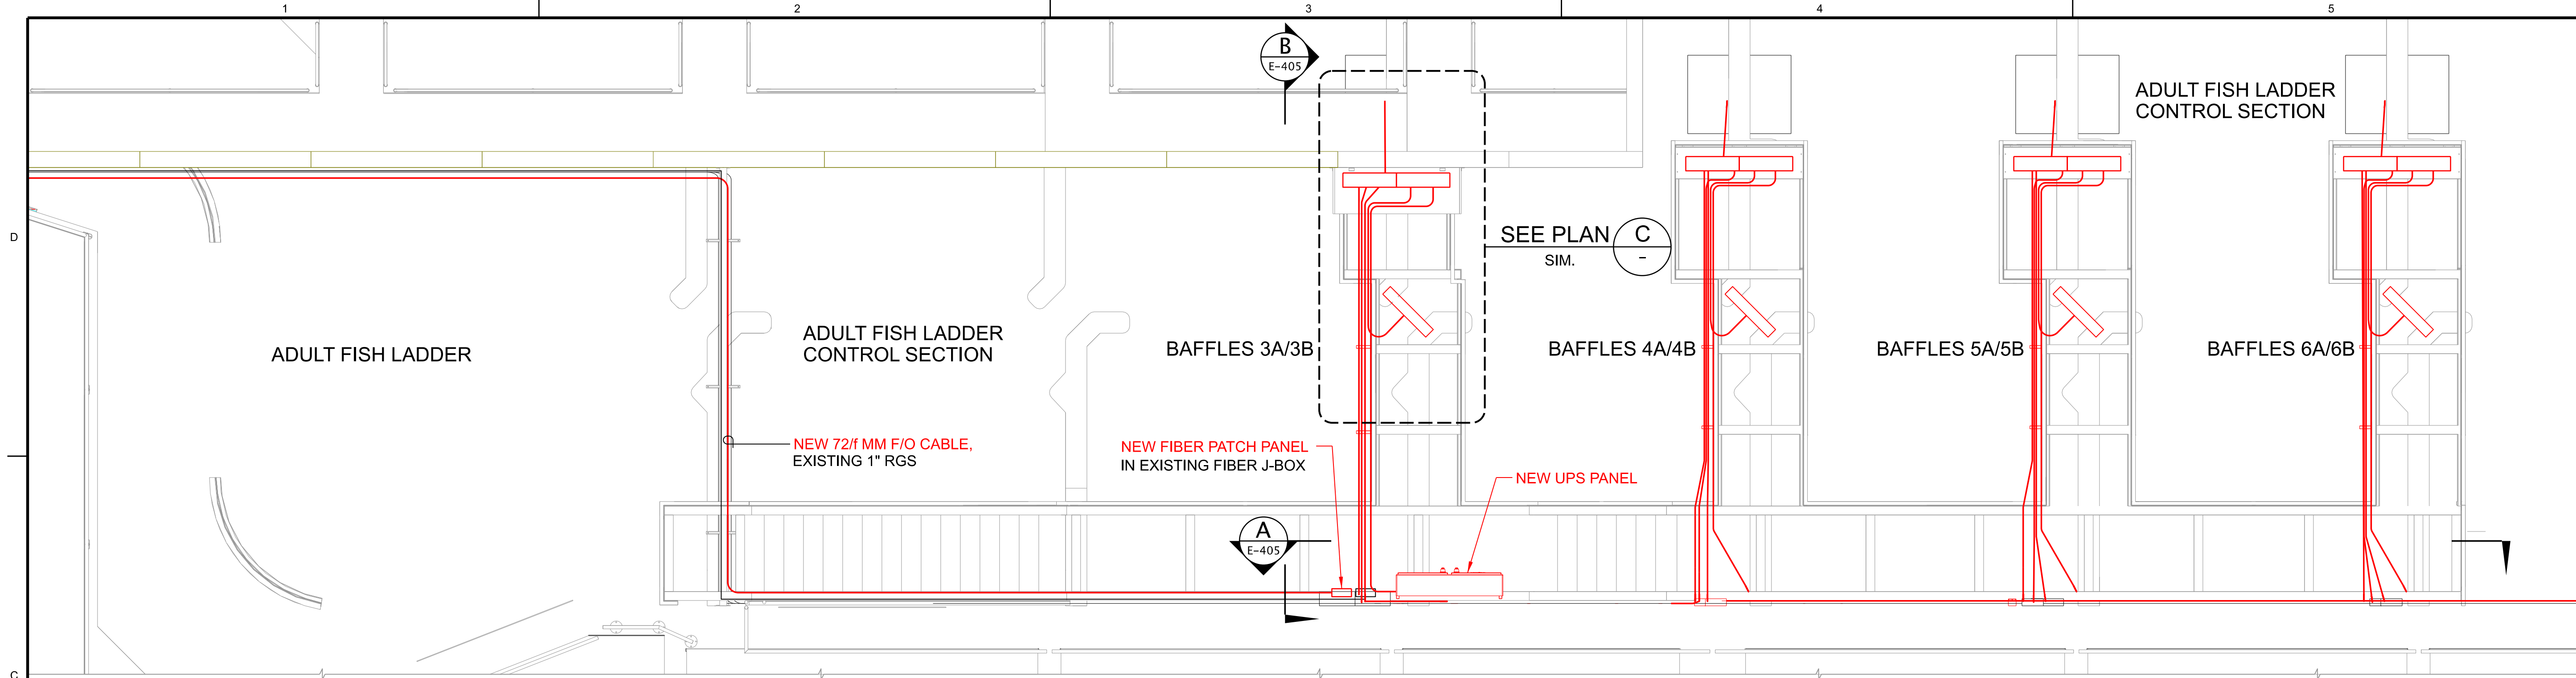 1
2
3
4
5
B
E-405
ADULT FISH LADDER
CONTROL SECTION
D
SEE PLAN
SIM.
C
-
ADULT FISH LADDER
ADULT FISH LADDER
CONTROL SECTION
BAFFLES 3A/3B
BAFFLES 4A/4B
BAFFLES 5A/5B
BAFFLES 6A/6B
NEW 72/f MM F/O CABLE,
EXISTING 1" RGS
NEW FIBER PATCH PANEL
IN EXISTING FIBER J-BOX
NEW UPS PANEL
A
E-405
C